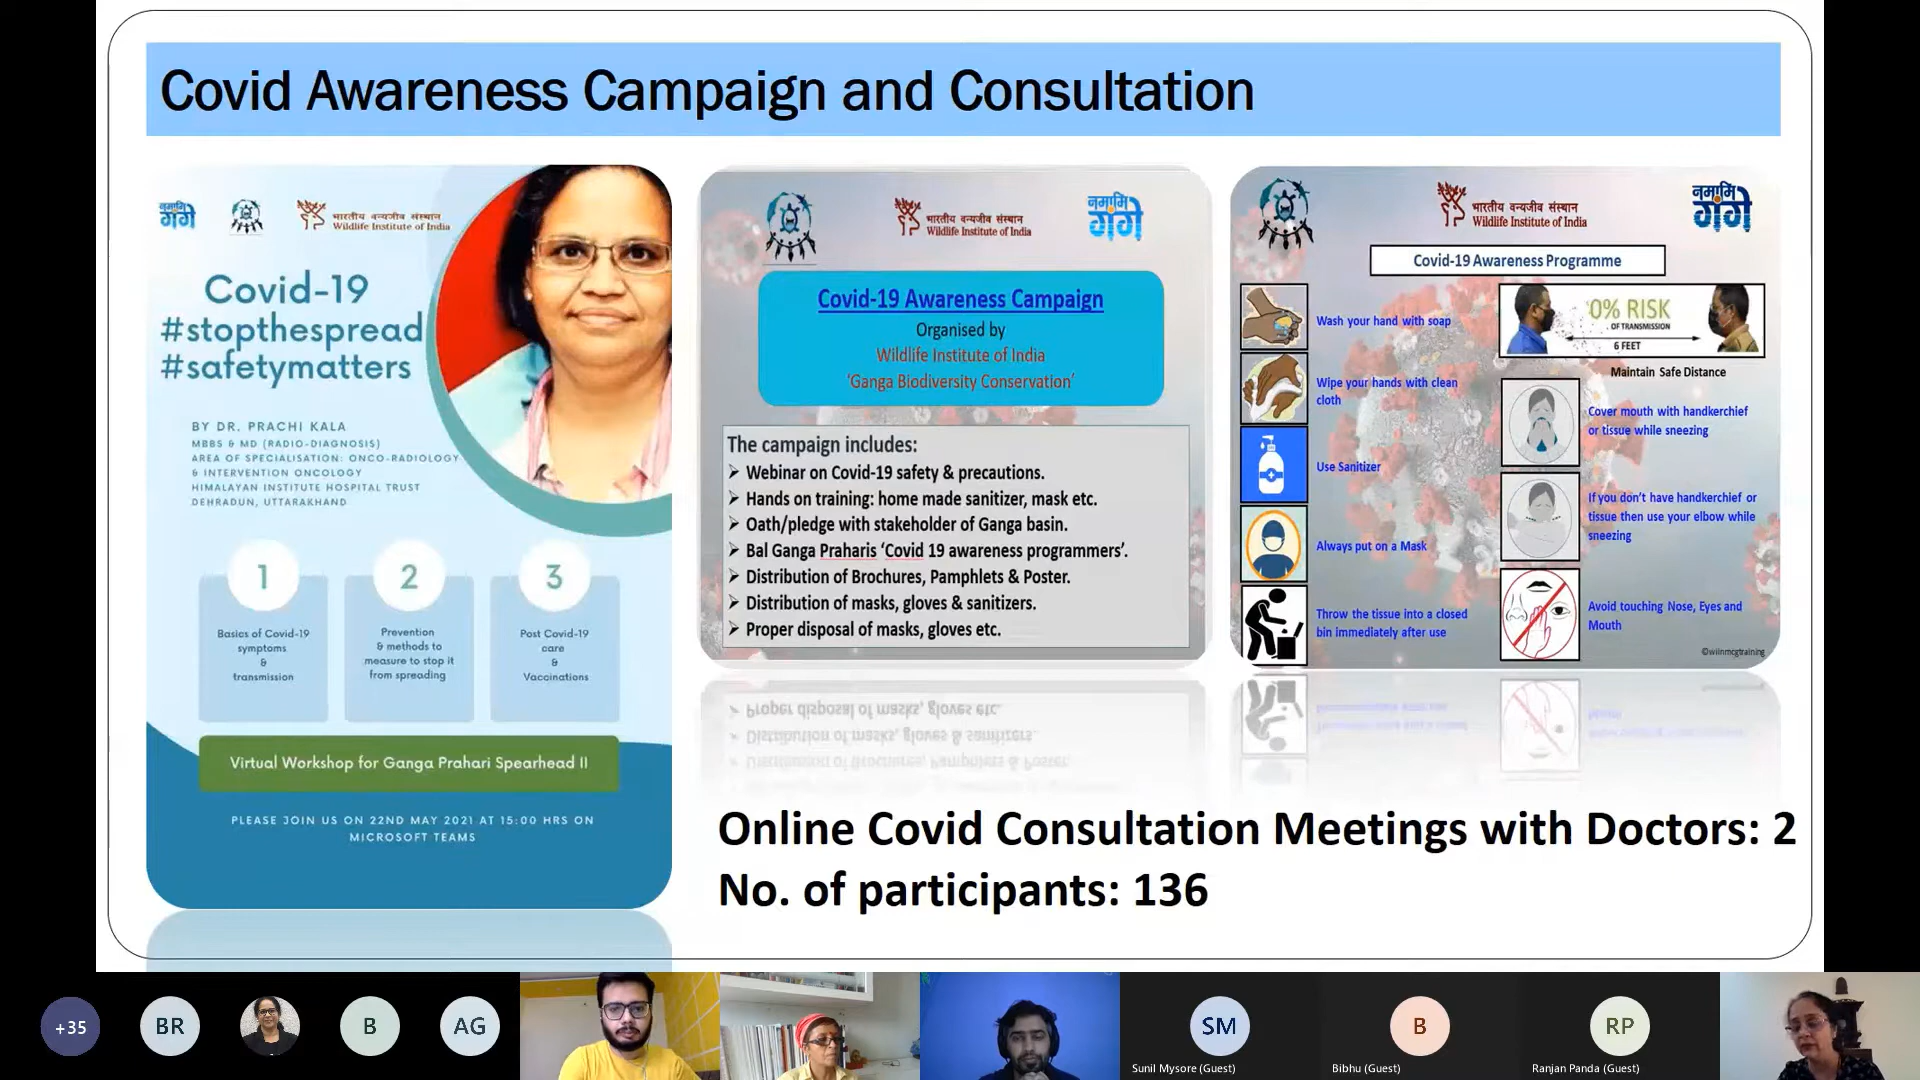 Covid Awareness Campaign and Consultation
नमामि
गंगे
भारतीय वन्यजीव संस्थान
Wildlife Institute of India
Covid-19
#stopthespread
#safetymatters
BY DR. PRACHI KALA
MBBS & MD (RADIO-DIAGNOSIS)
AREA OF SPECIALISATION: ONCO-RADIOLOGY
& INTERVENTION ONCOLOGY
HIMALAYAN INSTITUTE HOSPITAL TRUST
DEHRADUN, UTTARAKHAND
1
Basics of Covid-19
symptoms
&
transmission
2
Prevention
& methods to
measure to stop it
from spreading
3
Post Covid-19
care
&
Vaccinations
Virtual Workshop for Ganga Prahari Spearhead II
PLEASE JOIN US ON 22ND MAY 2021 AT 15:00 HRS ON
MICROSOFT TEAMS
भारतीय वन्यजीव संस्थान
Wildlife Institute of India
नमामि
गंगे
Covid-19 Awareness Campaign
Organised by
Wildlife Institute of India
‘Ganga Biodiversity Conservation’
The campaign includes:
➢ Webinar on Covid-19 safety & precautions.
➢ Hands on training: home made sanitizer, mask etc.
➢ Oath/pledge with stakeholder of Ganga basin.
➢ Bal Ganga Praharis ‘Covid 19 awareness programmers’.
➢ Distribution of Brochures, Pamphlets & Poster.
➢ Distribution of masks, gloves & sanitizers.
➢ Proper disposal of masks, gloves etc.
भारतीय वन्यजीव संस्थान
Wildlife Institute of India
नमामि
गंगे
Covid-19 Awareness Programme
Wash your hand with soap
Wipe your hands with clean
cloth
Use Sanitizer
Always put on a Mask
Throw the tissue into a closed
bin immediately after use
0% RISK
OF TRANSMISSION
6 FEET
Maintain Safe Distance
Cover mouth with handkerchief
or tissue while sneezing
If you don't have handkerchief or
tissue then use your elbow while
sneezing
Avoid touching Nose, Eyes and
Mouth
©wiinmcgtraining
Online Covid Consultation Meetings with Doctors: 2
No. of participants: 136
+35
BR
B
AG
SM
Sunil Mysore (Guest)
B
Bibhu (Guest)
RP
Ranjan Panda (Guest)